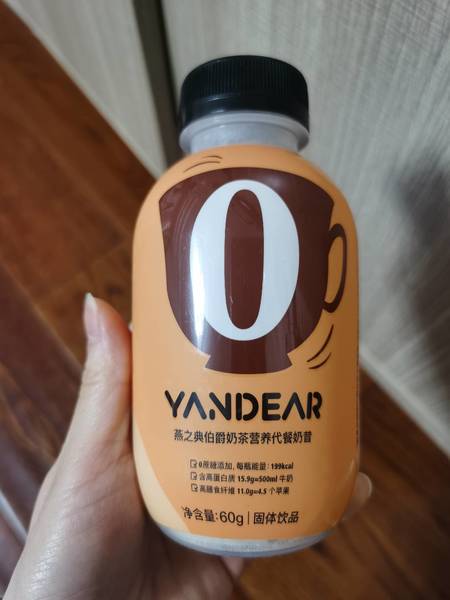 0
YANDEAR
燕之典伯爵奶茶营养代餐奶昔
0蔗糖添加, 每瓶能量: 199kcal
含高蛋白质 15.9g=500ml 牛奶
高膳食纤维 11.0g=4.5 个苹果
净含量:60g|固体饮品